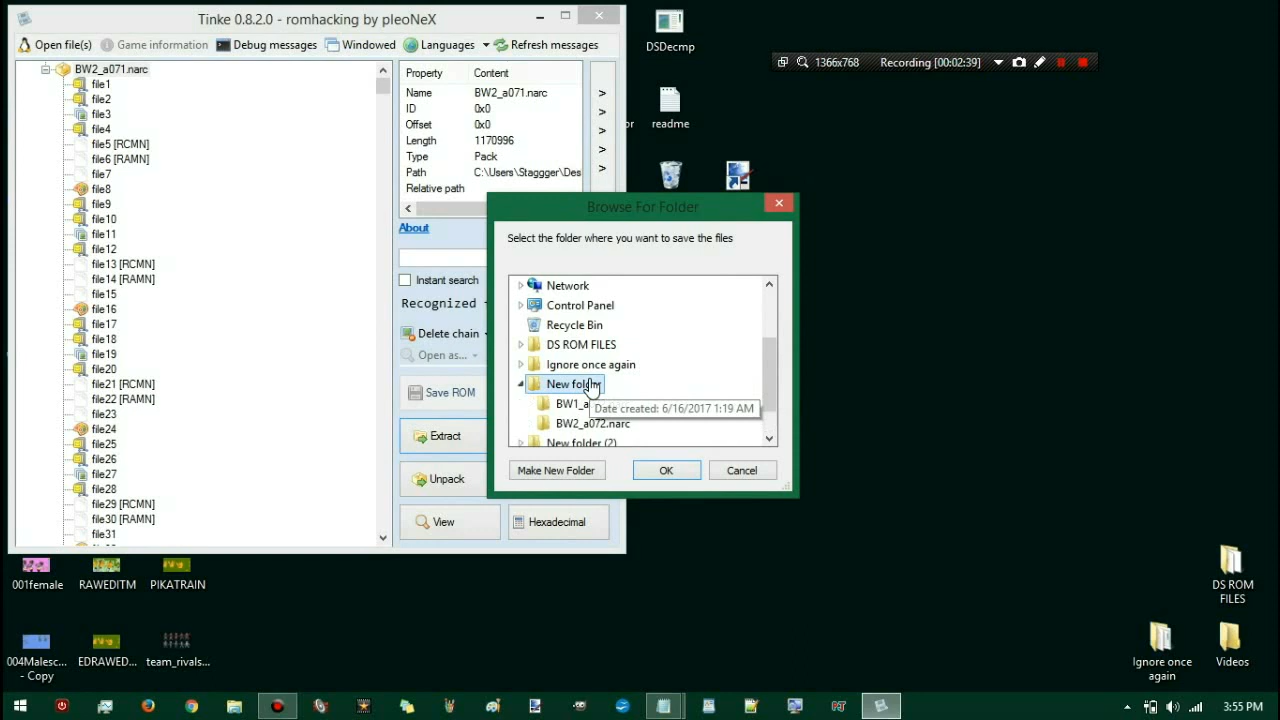 Tinke 0.8.2.0 - romhacking by pleoNeX
Open file(s) Game information Debug messages Windowed Languages Refresh messages
BW2_a071.narc
file1
file2
file3
file4
file5 [RCMN]
file6 [RAMN]
file7
file8
file9
file10
file11
file12
file13 [RCMN]
file14 [RAMN]
file15
file16
file17
file18
file19
file20
file21 [RCMN]
file22 [RAMN]
file23
file24
file25
file26
file27
file28
file29 [RCMN]
file30 [RAMN]
file31
Property Content
Name BW2_a071.narc
ID 0x0
Offset 0x0
Length 1170996
Type Pack
Path C:\Users\Staggger\Des
Relative path
>
>
>
>
>
About
Instant search
Recognized
Delete chain
Open as...
Save ROM
Extract
Unpack
View
Hexadecimal
Browse For Folder
Select the folder where you want to save the files
Network
Control Panel
Recycle Bin
DS ROM FILES
Ignore once again
New folder
BW1_a
Date created: 6/16/2017 1:19 AM
BW2_a072.narc
New folder (2)
Make New Folder OK Cancel
DSDecmp
readme
or
1366x768 Recording [00:02:39]
001female RAWEDITM PIKATRAIN
004Malesc...
- Copy
EDRAWED...
team_rivals...
DS ROM
FILES
Ignore once
again
Videos
3:55 PM